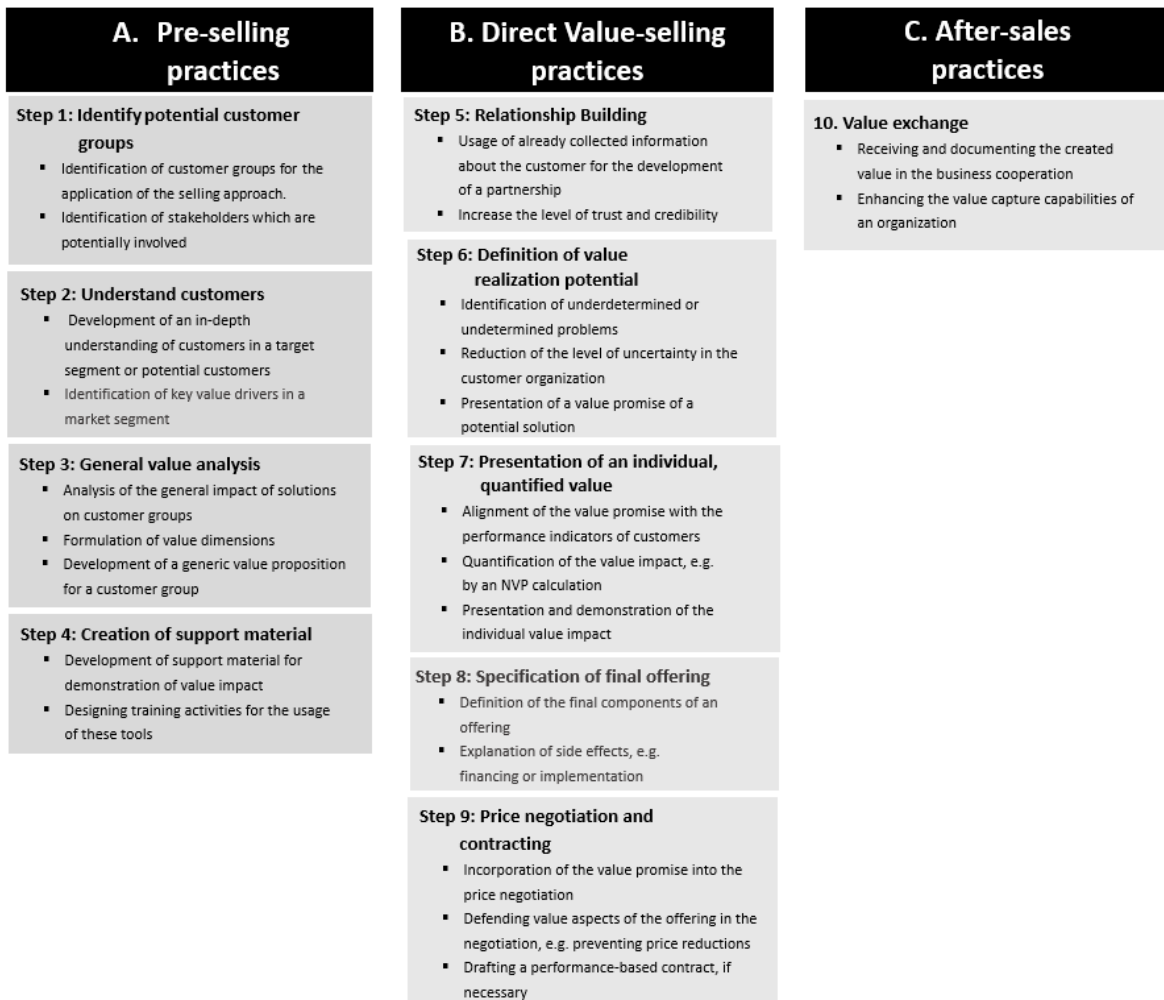 A. Pre-selling
practices
Step 1: Identify potential customer
groups
▪ Identification of customer groups for the
application of the selling approach.
▪ Identification of stakeholders which are
potentially involved
Step 2: Understand customers
▪ Development of an in-depth
understanding of customers in a target
segment or potential customers
▪ Identification of key value drivers in a
market segment
Step 3: General value analysis
▪ Analysis of the general impact of solutions
on customer groups
▪ Formulation of value dimensions
▪ Development of a generic value proposition
for a customer group
Step 4: Creation of support material
▪ Development of support material for
demonstration of value impact
▪ Designing training activities for the usage
of these tools
B. Direct Value-selling
practices
Step 5: Relationship Building
▪ Usage of already collected information
about the customer for the development
of a partnership
▪ Increase the level of trust and credibility
Step 6: Definition of value
realization potential
▪ Identification of underdetermined or
undetermined problems
▪ Reduction of the level of uncertainty in the
customer organization
▪ Presentation of a value promise of a
potential solution
Step 7: Presentation of an individual,
quantified value
▪ Alignment of the value promise with the
performance indicators of customers
▪ Quantification of the value impact, e.g.
by an NVP calculation
▪ Presentation and demonstration of the
individual value impact
Step 8: Specification of final offering
▪ Definition of the final components of an
offering
▪ Explanation of side effects, e.g.
financing or implementation
Step 9: Price negotiation and
contracting
▪ Incorporation of the value promise into the
price negotiation
▪ Defending value aspects of the offering in the
negotiation, e.g. preventing price reductions
▪ Drafting a performance-based contract, if
necessary
C. After-sales
practices
10. Value exchange
▪ Receiving and documenting the created
value in the business cooperation
▪ Enhancing the value capture capabilities of
an organization